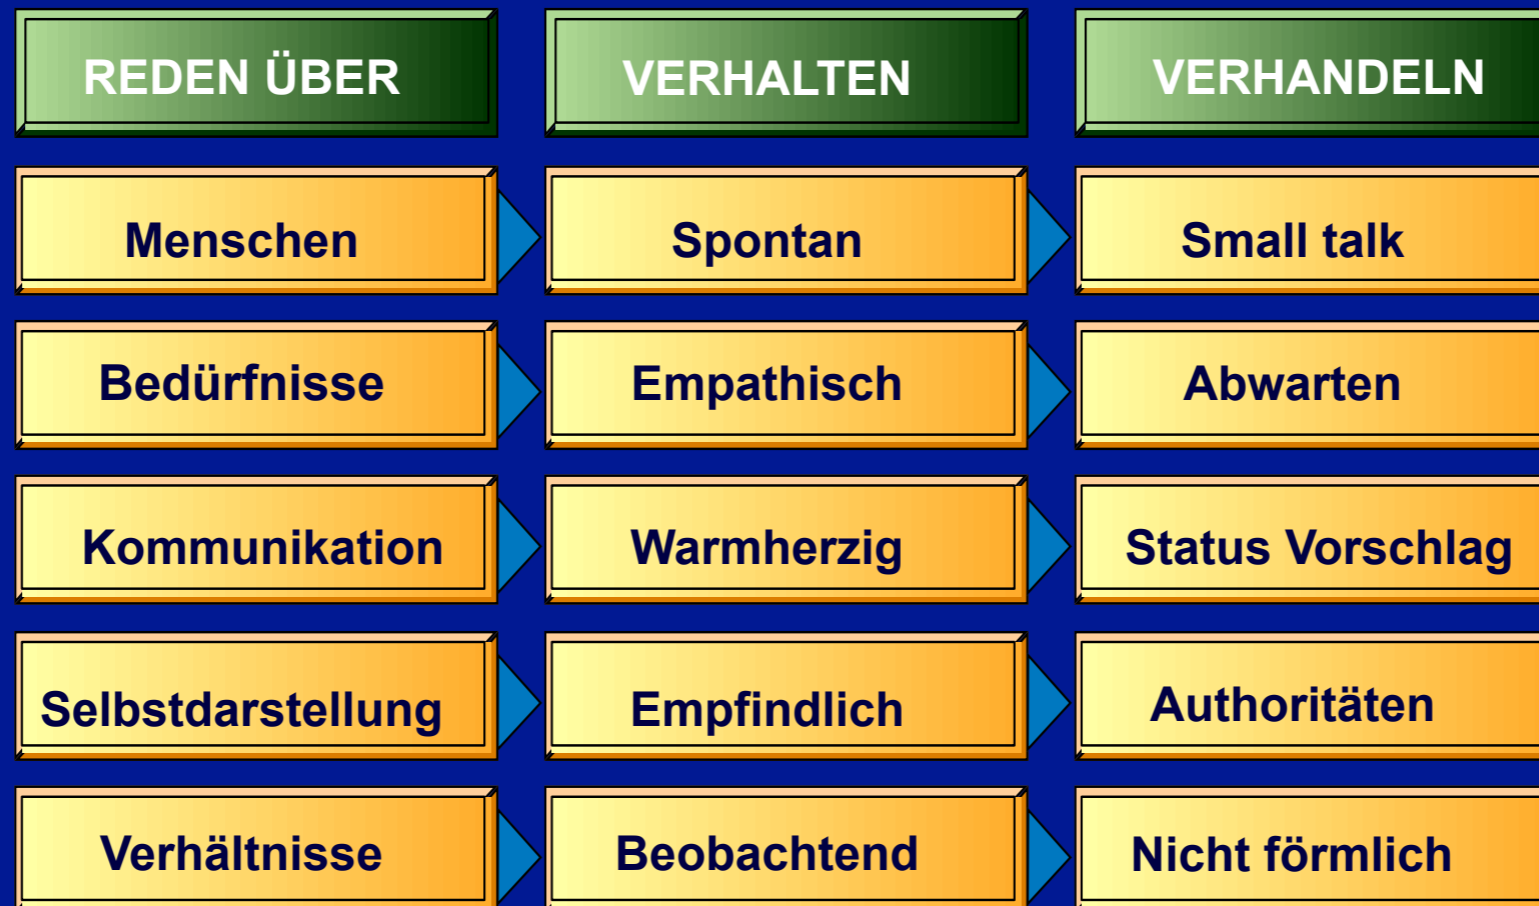 REDEN ÜBER VERHALTEN VERHANDELN
Menschen Spontan Small talk
Bedürfnisse Empathisch Abwarten
Kommunikation Warmherzig Status Vorschlag
Selbstdarstellung Empfindlich Authoritäten
Verhältnisse Beobachtend Nicht förmlich